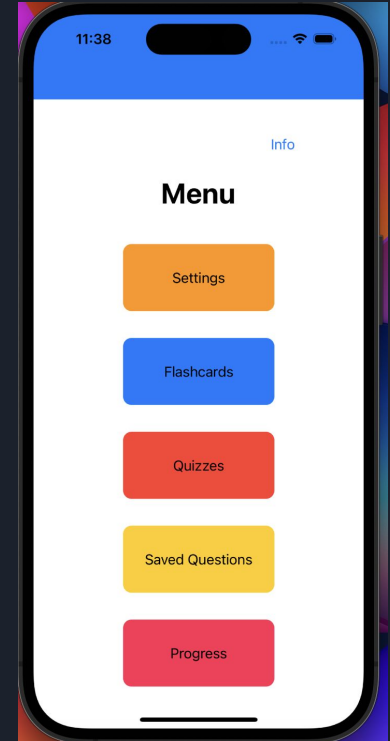 11:38
Info
Menu
Settings
Flashcards
Quizzes
Saved Questions
Progress